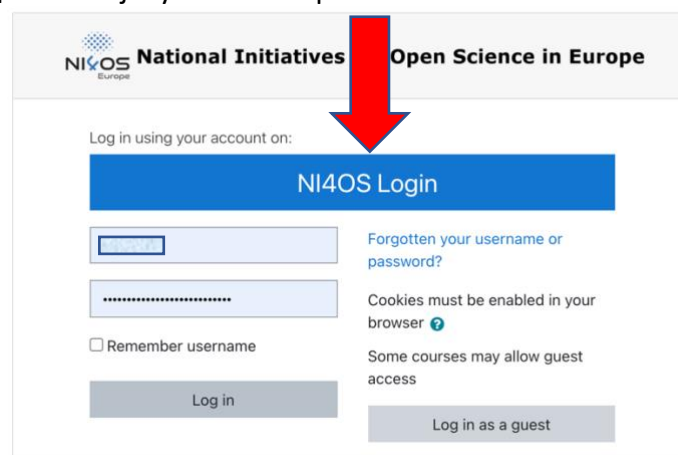 NI4OS Europe
National Initiatives Open Science in Europe
Log in using your account on:
NI4OS Login
Forgotten your username or
password?
Cookies must be enabled in your
browser ?
Remember username
Some courses may allow guest
access
Log in
Log in as a guest